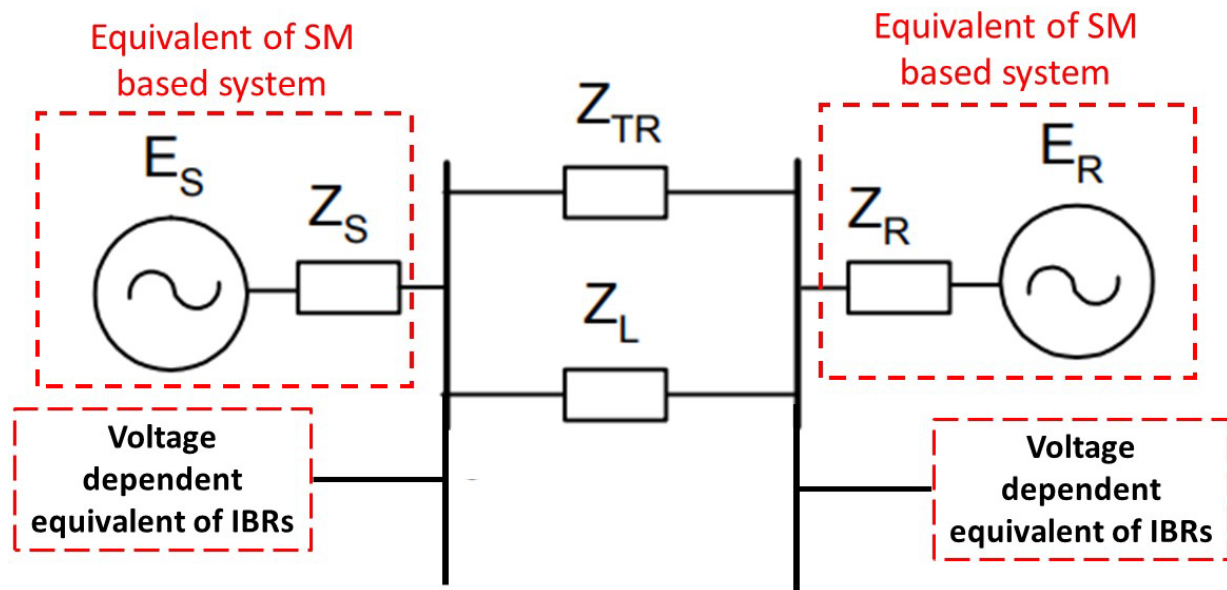 Equivalent of SM
based system
Equivalent of SM
based system
E_S
Z_S
Z_TR
Z_L
Z_R
E_R
Voltage
dependent
equivalent of IBRs
Voltage
dependent
equivalent of IBRs